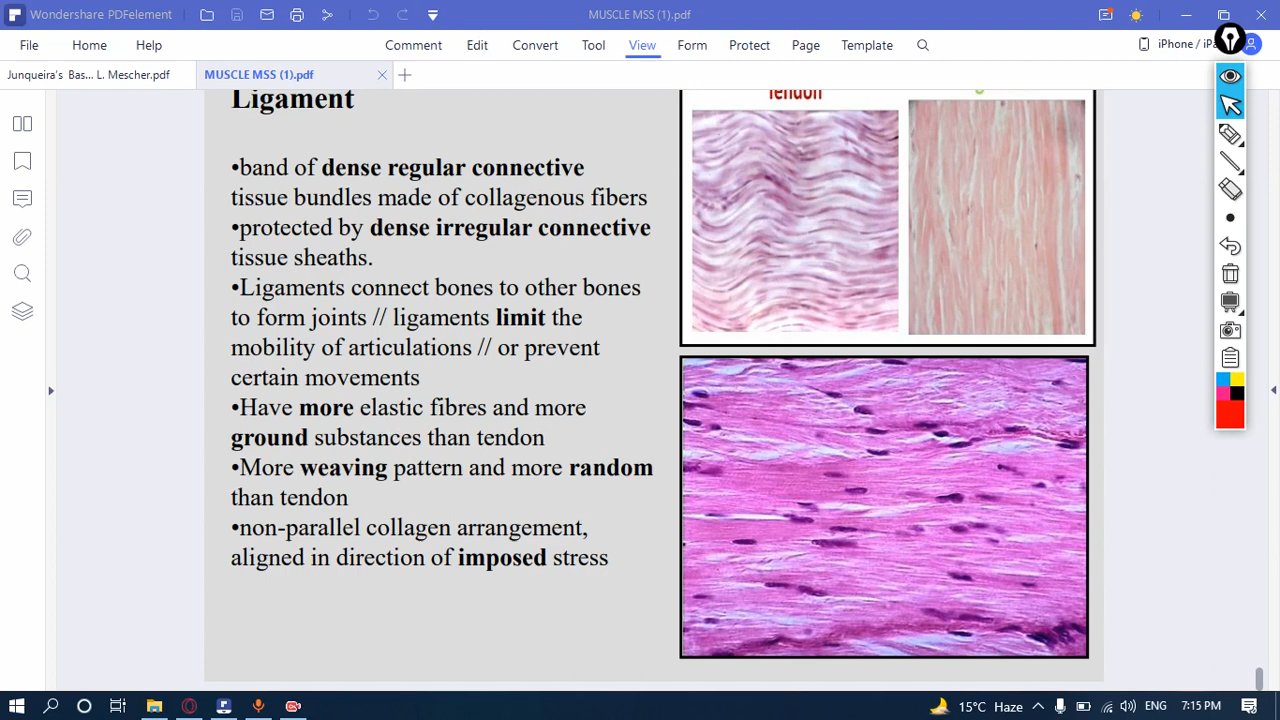 Wondershare PDFelement
MUSCLE MSS (1).pdf
File Home Help Comment Edit Convert Tool View Form Protect Page Template
iPhone / iPa
Junqueira's Bas... L. Mescher.pdf
MUSCLE MSS (1).pdf
Ligament
•band of dense regular connective
tissue bundles made of collagenous fibers
•protected by dense irregular connective
tissue sheaths.
•Ligaments connect bones to other bones
to form joints // ligaments limit the
mobility of articulations // or prevent
certain movements
•Have more elastic fibres and more
ground substances than tendon
•More weaving pattern and more random
than tendon
•non-parallel collagen arrangement,
aligned in direction of imposed stress
Tendon
15°C Haze
ENG
7:15 PM